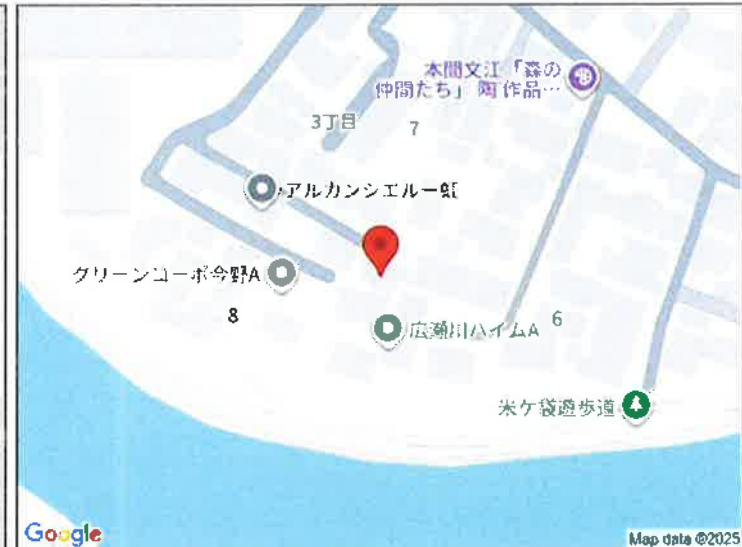 本間文江「森の
仲間たち」陶 作品…
3丁目
7
アルカンシエルー虹
グリーンコーポ今野A
8
広瀬川ハイムA
6
米ケ袋遊歩道
Google
Map data ©2025